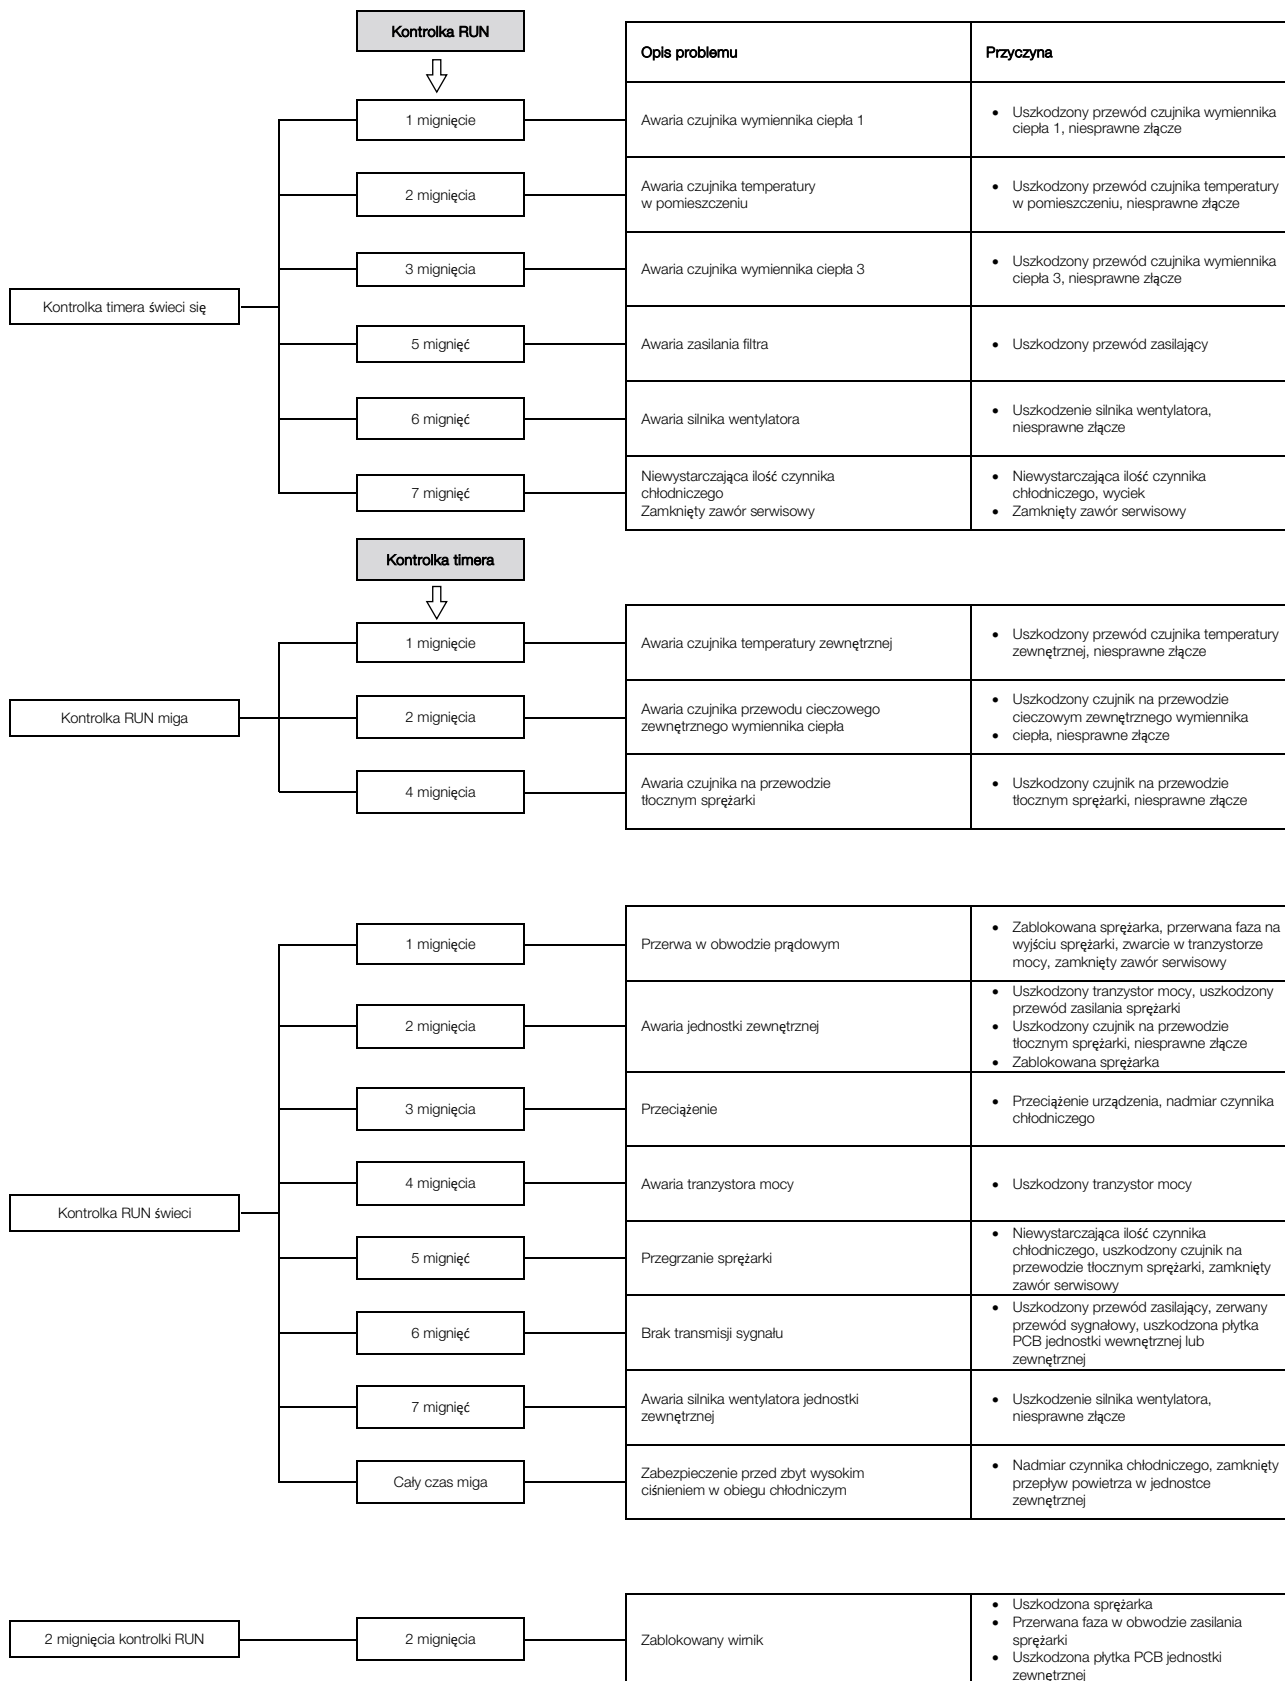 Kontrolka RUN
Opis problemu
Przyczyna
Kontrolka timera świeci się
1 mignięcie
Awaria czujnika wymiennika ciepła 1
• Uszkodzony przewód czujnika wymiennika
ciepła 1, niesprawne złącze
2 mignięcia
Awaria czujnika temperatury
w pomieszczeniu
• Uszkodzony przewód czujnika temperatury
w pomieszczeniu, niesprawne złącze
3 mignięcia
Awaria czujnika wymiennika ciepła 3
• Uszkodzony przewód czujnika wymiennika
ciepła 3, niesprawne złącze
5 mignięć
Awaria zasilania filtra
• Uszkodzony przewód zasilający
6 mignięć
Awaria silnika wentylatora
• Uszkodzenie silnika wentylatora,
niesprawne złącze
7 mignięć
Niewystarczająca ilość czynnika
chłodniczego
Zamknięty zawór serwisowy
• Niewystarczająca ilość czynnika
chłodniczego, wyciek
• Zamknięty zawór serwisowy
Kontrolka timera
Kontrolka RUN miga
1 mignięcie
Awaria czujnika temperatury zewnętrznej
• Uszkodzony przewód czujnika temperatury
zewnętrznej, niesprawne złącze
2 mignięcia
Awaria czujnika przewodu cieczowego
zewnętrznego wymiennika ciepła
• Uszkodzony czujnik na przewodzie
cieczowym zewnętrznego wymiennika
• ciepła, niesprawne złącze
4 mignięcia
Awaria czujnika na przewodzie
tłocznym sprężarki
• Uszkodzony czujnik na przewodzie
tłocznym sprężarki, niesprawne złącze
Kontrolka RUN świeci
1 mignięcie
Przerwa w obwodzie prądowym
• Zablokowana sprężarka, przerwana faza na
wyjściu sprężarki, zwarcie w tranzystorze
mocy, zamknięty zawór serwisowy
2 mignięcia
Awaria jednostki zewnętrznej
• Uszkodzony tranzystor mocy, uszkodzony
przewód zasilania sprężarki
• Uszkodzony czujnik na przewodzie
tłocznym sprężarki, niesprawne złącze
• Zablokowana sprężarka
3 mignięcia
Przeciążenie
• Przeciążenie urządzenia, nadmiar czynnika
chłodniczego
4 mignięcia
Awaria tranzystora mocy
• Uszkodzony tranzystor mocy
5 mignięć
Przegrzanie sprężarki
• Niewystarczająca ilość czynnika
chłodniczego, uszkodzony czujnik na
przewodzie tłocznym sprężarki, zamknięty
zawór serwisowy
6 mignięć
Brak transmisji sygnału
• Uszkodzony przewód zasilający, zerwany
przewód sygnałowy, uszkodzona płytka
PCB jednostki wewnętrznej lub
zewnętrznej
7 mignięć
Awaria silnika wentylatora jednostki
zewnętrznej
• Uszkodzenie silnika wentylatora,
niesprawne złącze
Cały czas miga
Zabezpieczenie przed zbyt wysokim
ciśnieniem w obiegu chłodniczym
• Nadmiar czynnika chłodniczego, zamknięty
przepływ powietrza w jednostce
zewnętrznej
2 mignięcia kontrolki RUN
2 mignięcia
Zablokowany wirnik
• Uszkodzona sprężarka
• Przerwana faza w obwodzie zasilania
sprężarki
• Uszkodzona płytka PCB jednostki
zewnętrznej